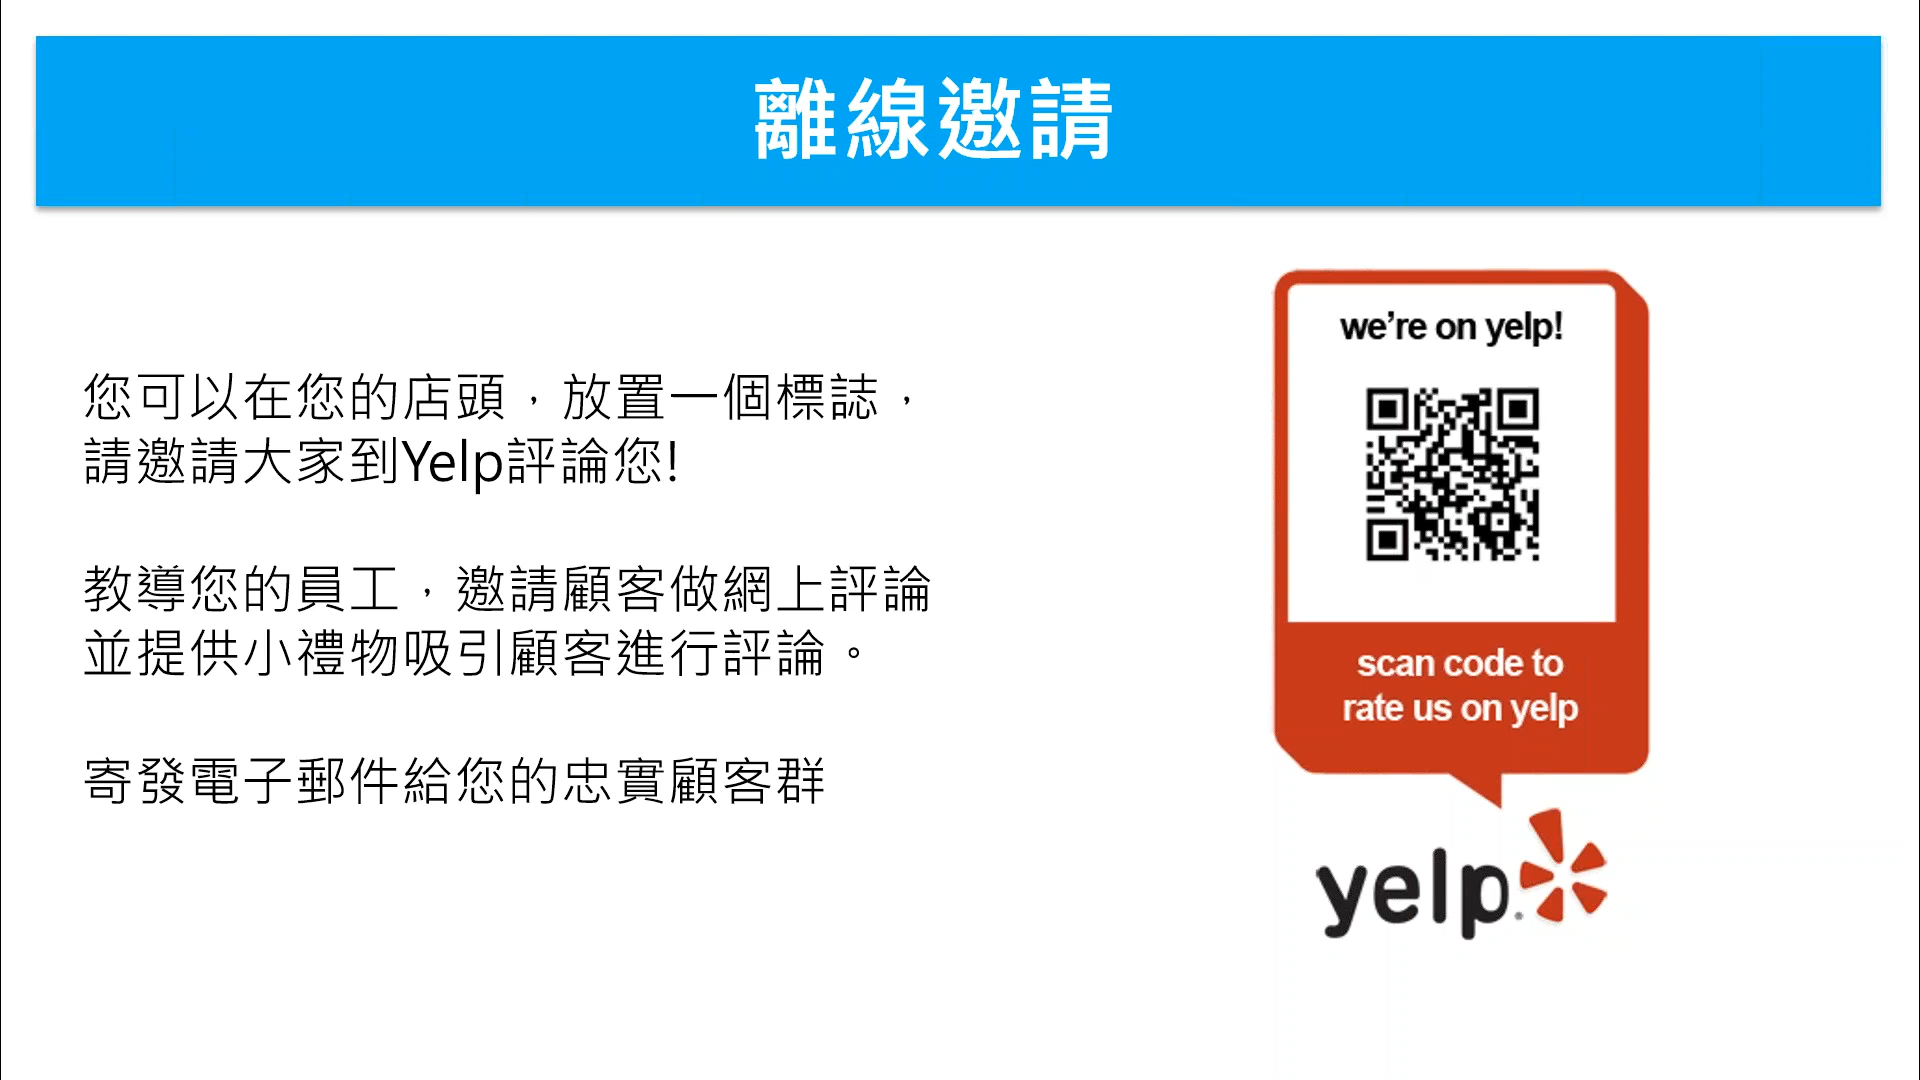 離線邀請
您可以在您的店頭，放置一個標誌，
請邀請大家到Yelp評論您!
教導您的員工，邀請顧客做網上評論
並提供小禮物吸引顧客進行評論。
寄發電子郵件給您的忠實顧客群
we're on yelp!
scan code to
rate us on yelp
yelp